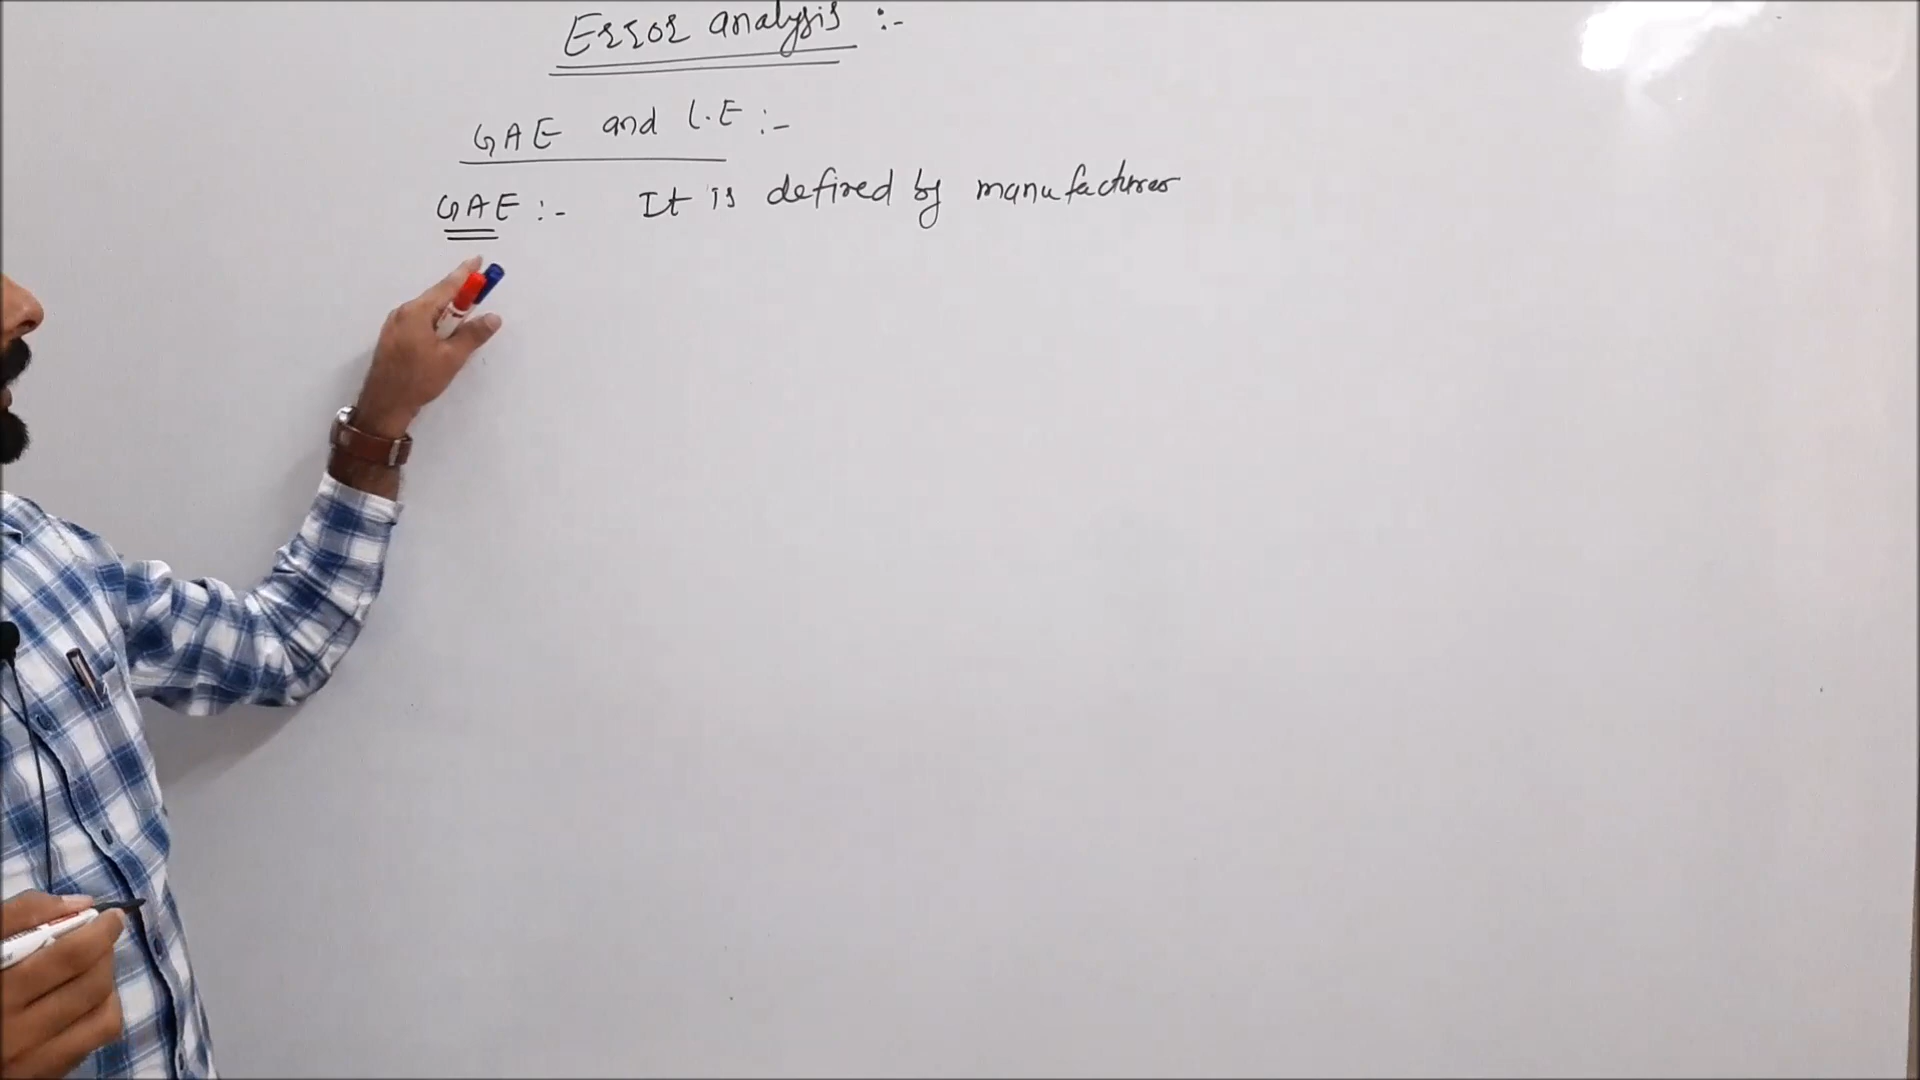 Error analysis :-
GAE and L.E :-
GAE :- It is defined by manufacturer